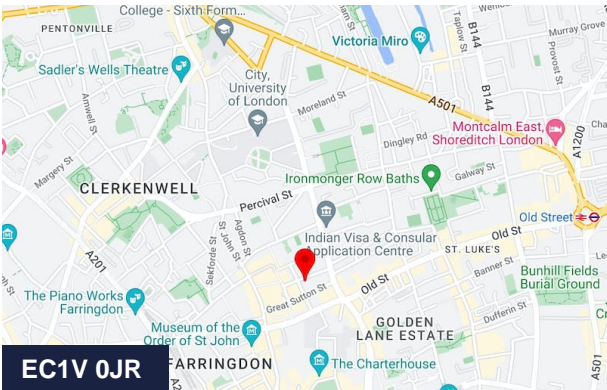 College - Sixth Form...
PENTONVILLE
Victoria Miro
B144
Taplow St
Murray Grove
Provost St
Sadler's Wells Theatre
City,
University
of London
Moreland St
A501
B144
Amwell St
Dingley Rd
Montcalm East,
Shoreditch London
A1200
Margery St
Ironmonger Row Baths
Galway St
CLERKENWELL
Percival St
Old Street
Indian Visa & Consular
Application Centre
Agdon St
St John St
Sekforde St
ST. LUKE'S
Old St
A201
Banner St
Bunhill Fields
Burial Ground
Old St
The Piano Works
Farringdon
Great Sutton St
Dufferin St
Museum of the
Order of St John
GOLDEN
LANE ESTATE
FARRINGDON
The Charterhouse
A501
EC1V 0JR